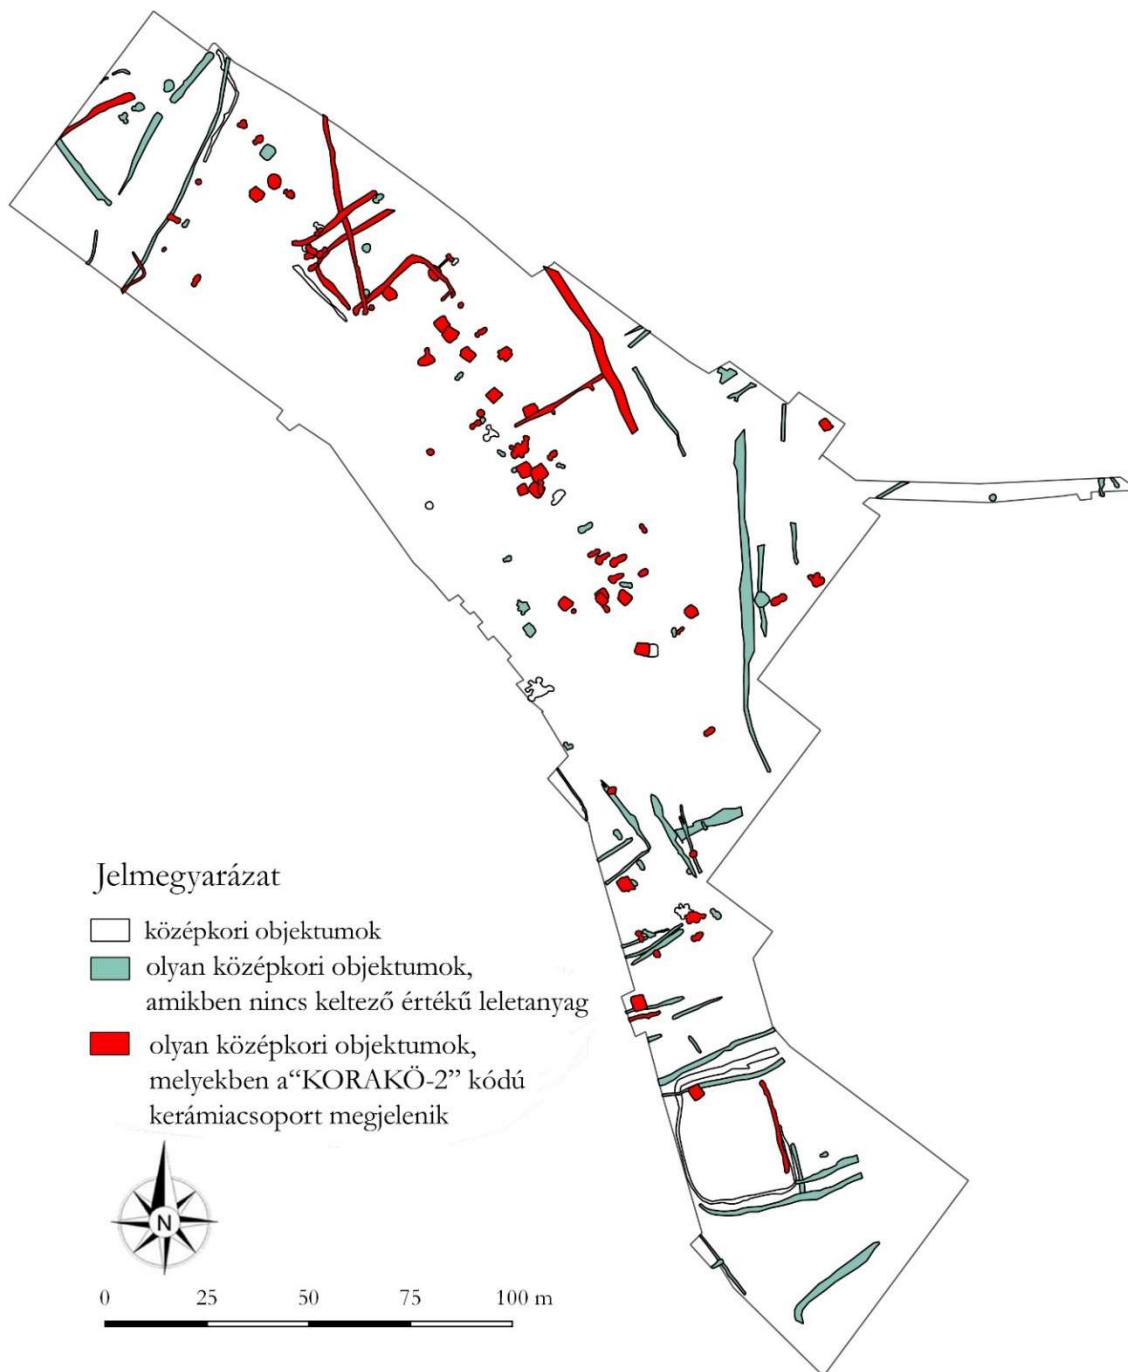 Jelmegyarázat
középkori objektumok
olyan középkori objektumok,
amikben nincs keltező értékű leletanyag
olyan középkori objektumok,
melyekben a“KORAKÖ-2” kódú
kerámiacsoport megjelenik
N
0 25 50 75 100 m